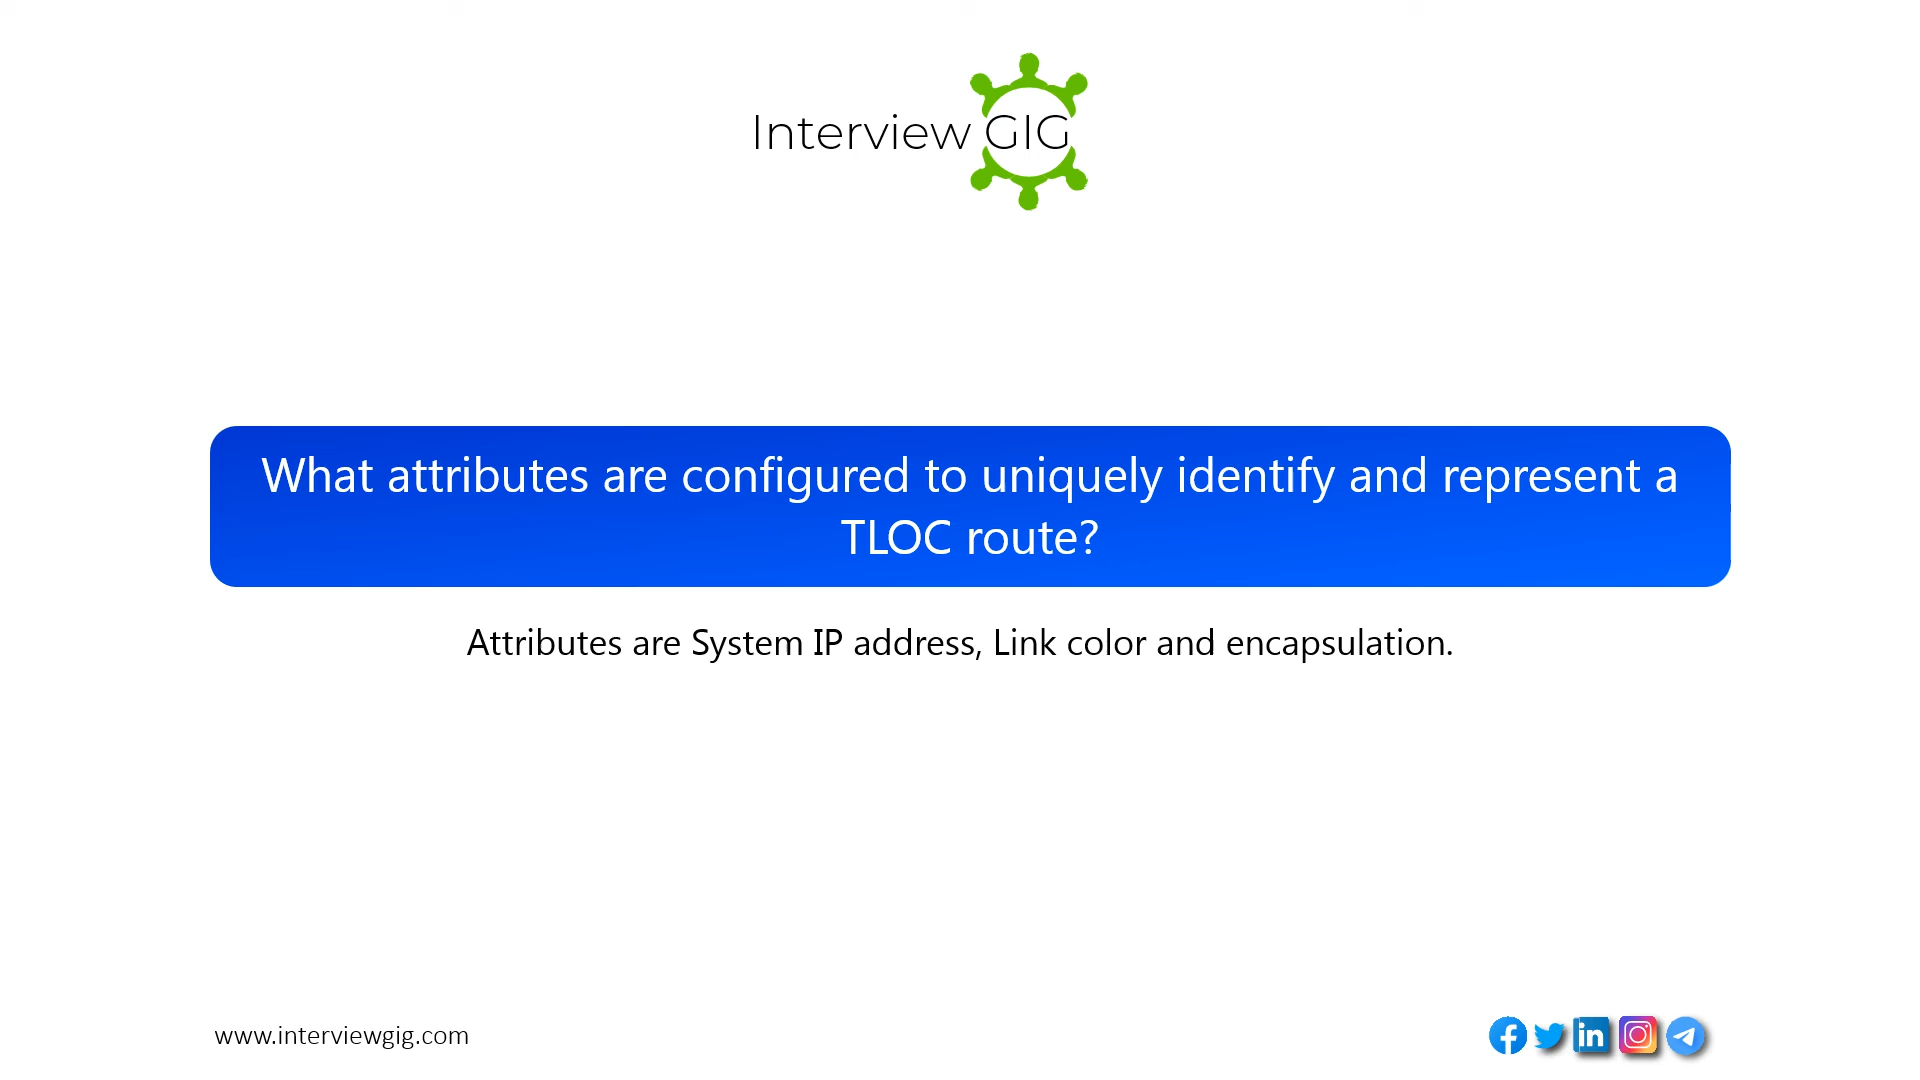 Interview GIG
What attributes are configured to uniquely identify and represent a
TLOC route?
Attributes are System IP address, Link color and encapsulation.
www.interviewgig.com
in